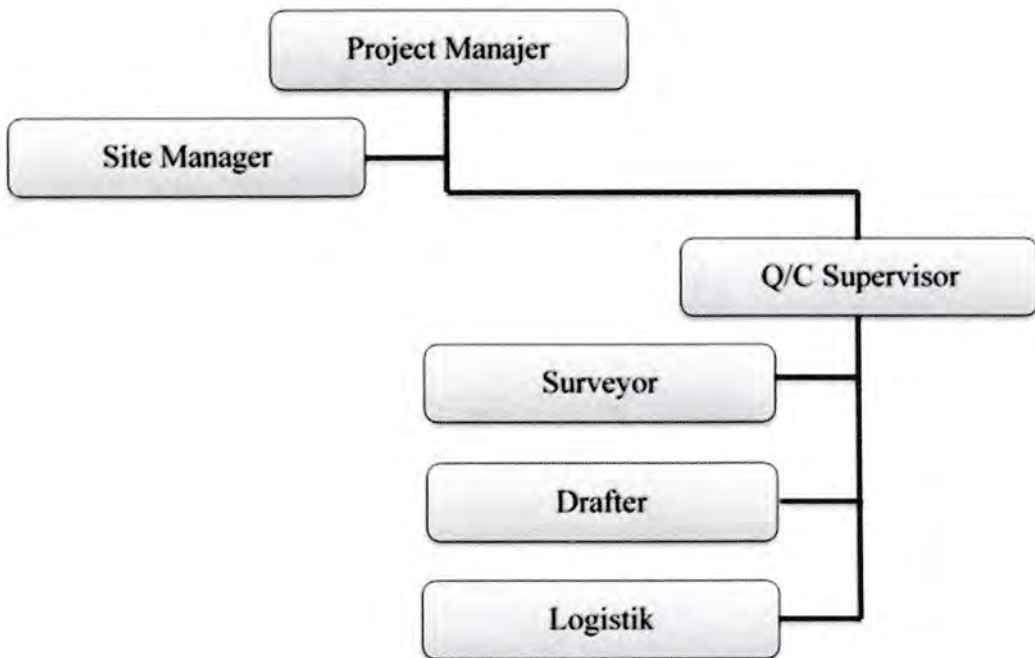 Project Manajer
Site Manager
Q/C Supervisor
Surveyor
Drafter
Logistik